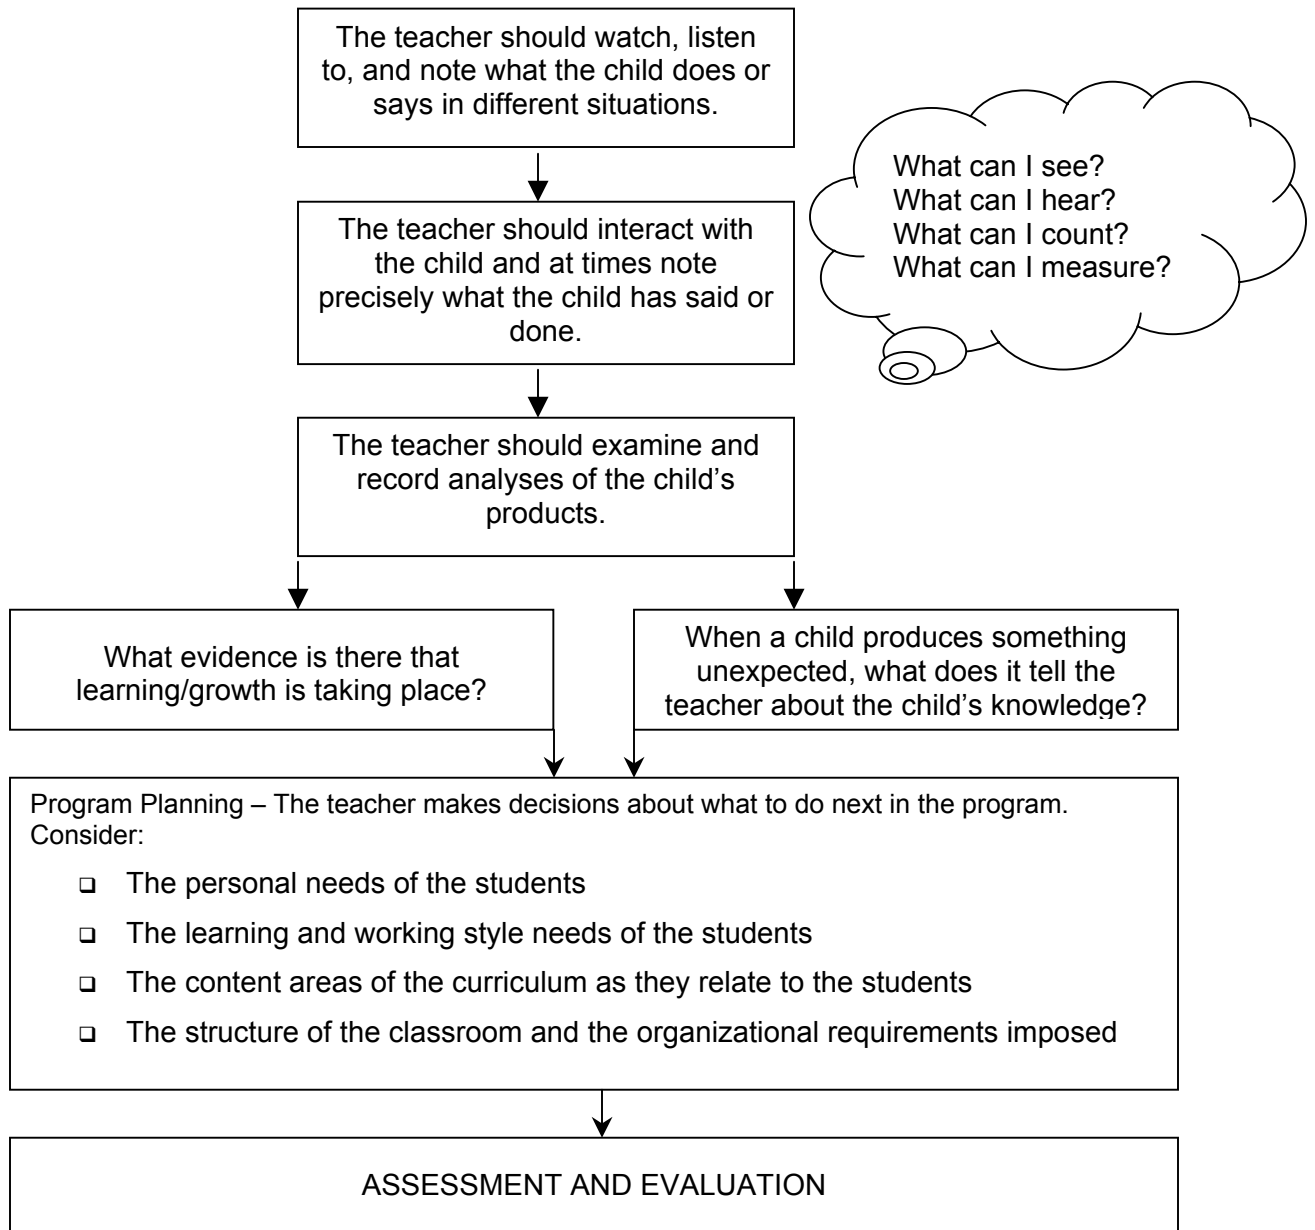 The teacher should watch, listen
to, and note what the child does or
says in different situations.
What can I see?
What can I hear?
What can I count?
What can I measure?
The teacher should interact with
the child and at times note
precisely what the child has said or
done.
The teacher should examine and
record analyses of the child’s
products.
What evidence is there that
learning/growth is taking place?
When a child produces something
unexpected, what does it tell the
teacher about the child’s knowledge?
Program Planning – The teacher makes decisions about what to do next in the program.
Consider:
❑ The personal needs of the students
❑ The learning and working style needs of the students
❑ The content areas of the curriculum as they relate to the students
❑ The structure of the classroom and the organizational requirements imposed
ASSESSMENT AND EVALUATION